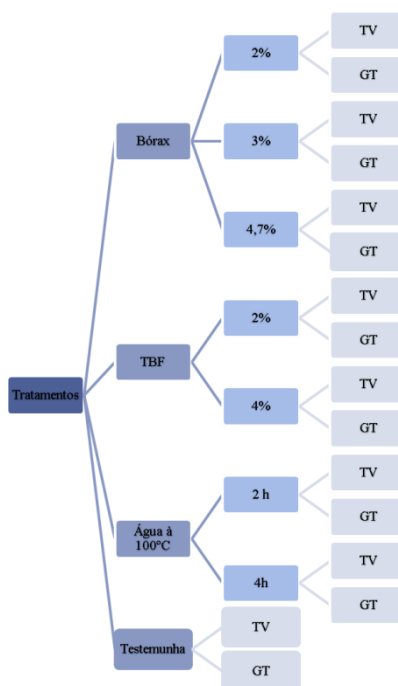 Tratamentos
Bórax
2%
TV
GT
3%
TV
GT
4,7%
TV
GT
TBF
2%
TV
GT
4%
TV
GT
Água à
100ºC
2 h
TV
GT
4h
TV
GT
Testemunha
TV
GT